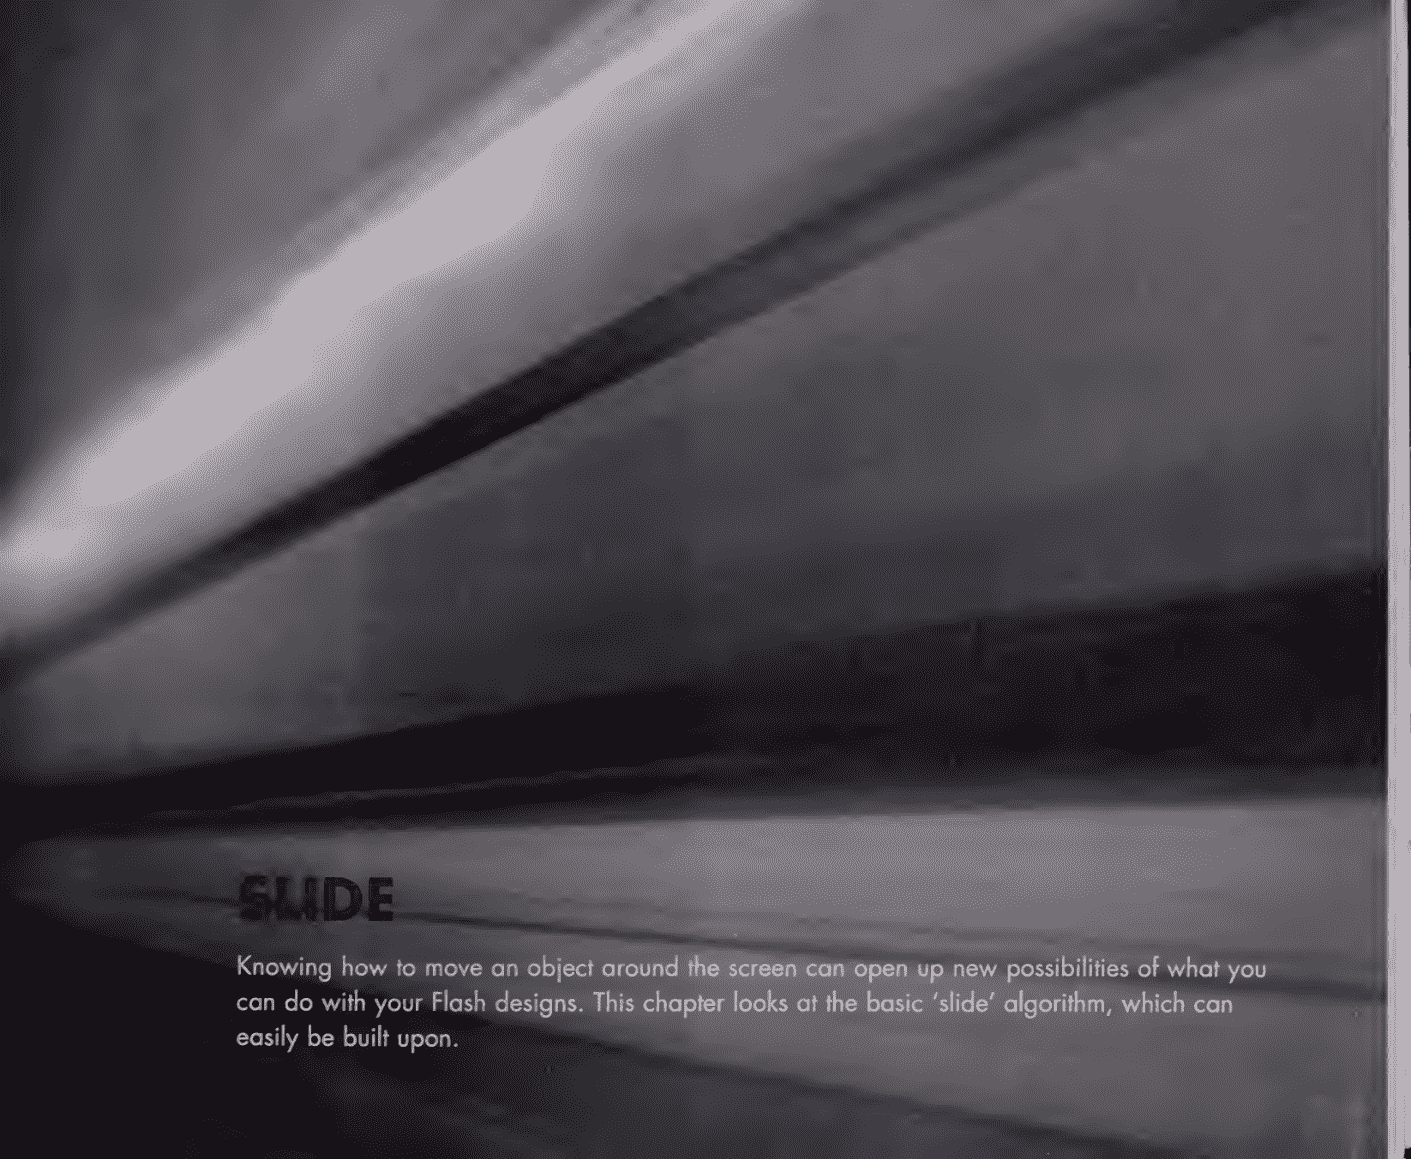 SLIDE
Knowing how to move an object around the screen can open up new possibilities of what you
can do with your Flash designs. This chapter looks at the basic ‘slide’ algorithm, which can
easily be built upon.